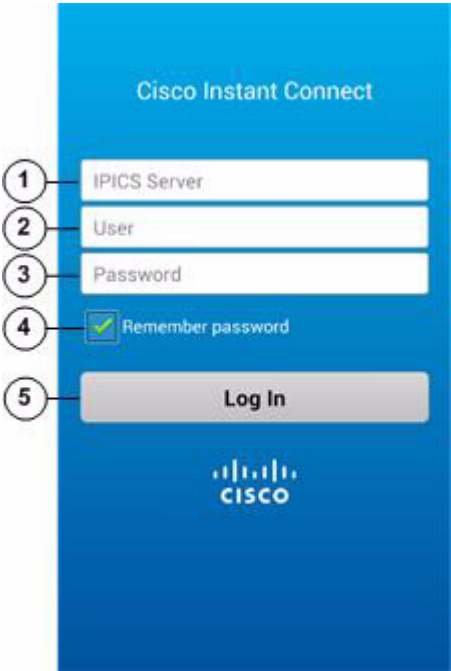 Cisco Instant Connect
1 IPICS Server
2 User
3 Password
4 Remember password
5 Log In
CISCO